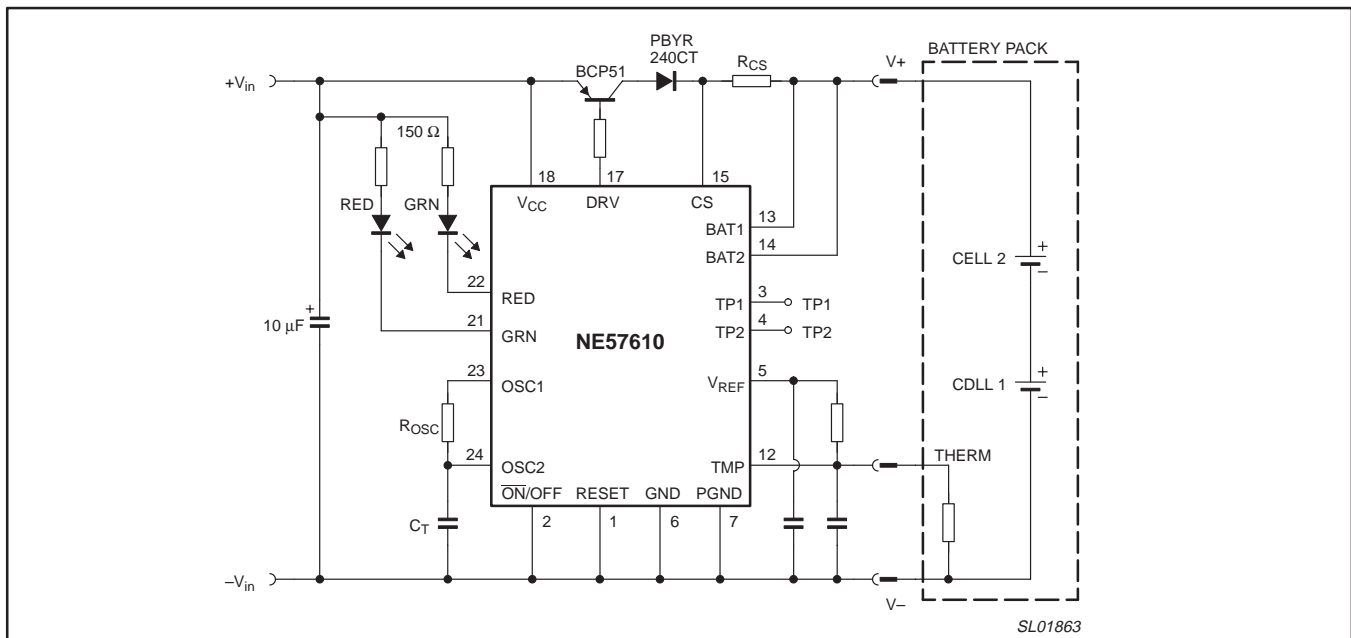 PBYR
240CT
RCS
V+
BATTERY PACK
BCP51
+Vin
150 Ω
18
17
15
RED
GRN
VCC
DRV
CS
13
BAT1
14
BAT2
CELL 2
+
–
22
RED
3
TP1
TP1
21
GRN
4
TP2
TP2
+
10 µF
NE57610
23
OSC1
5
VREF
+
CDLL 1
–
ROSC
24
OSC2
12
TMP
THERM
ON/OFF
RESET
GND
PGND
CT
2
1
6
7
–Vin
V–
SL01863